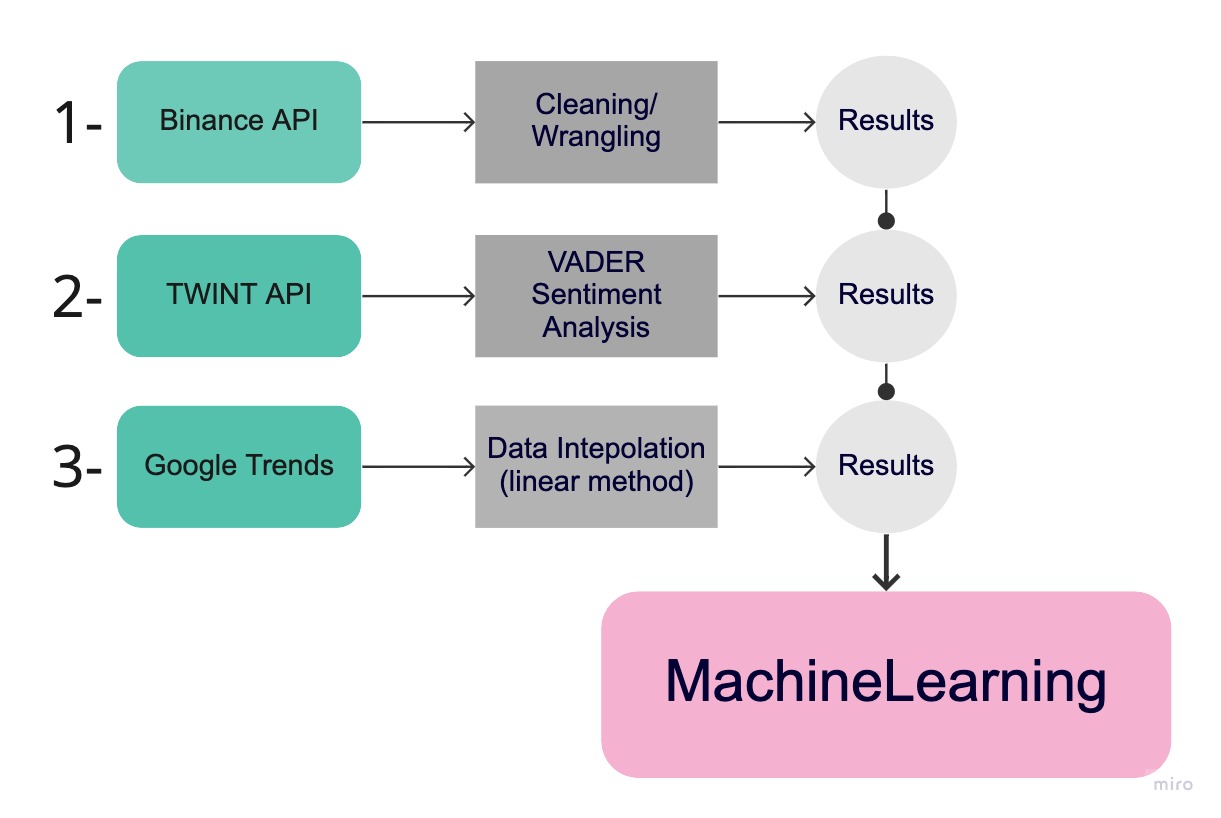 1-
Binance API
Cleaning/
Wrangling
Results
2-
TWINT API
VADER
Sentiment
Analysis
Results
3-
Google Trends
Data Intepolation
(linear method)
Results
MachineLearning
miro